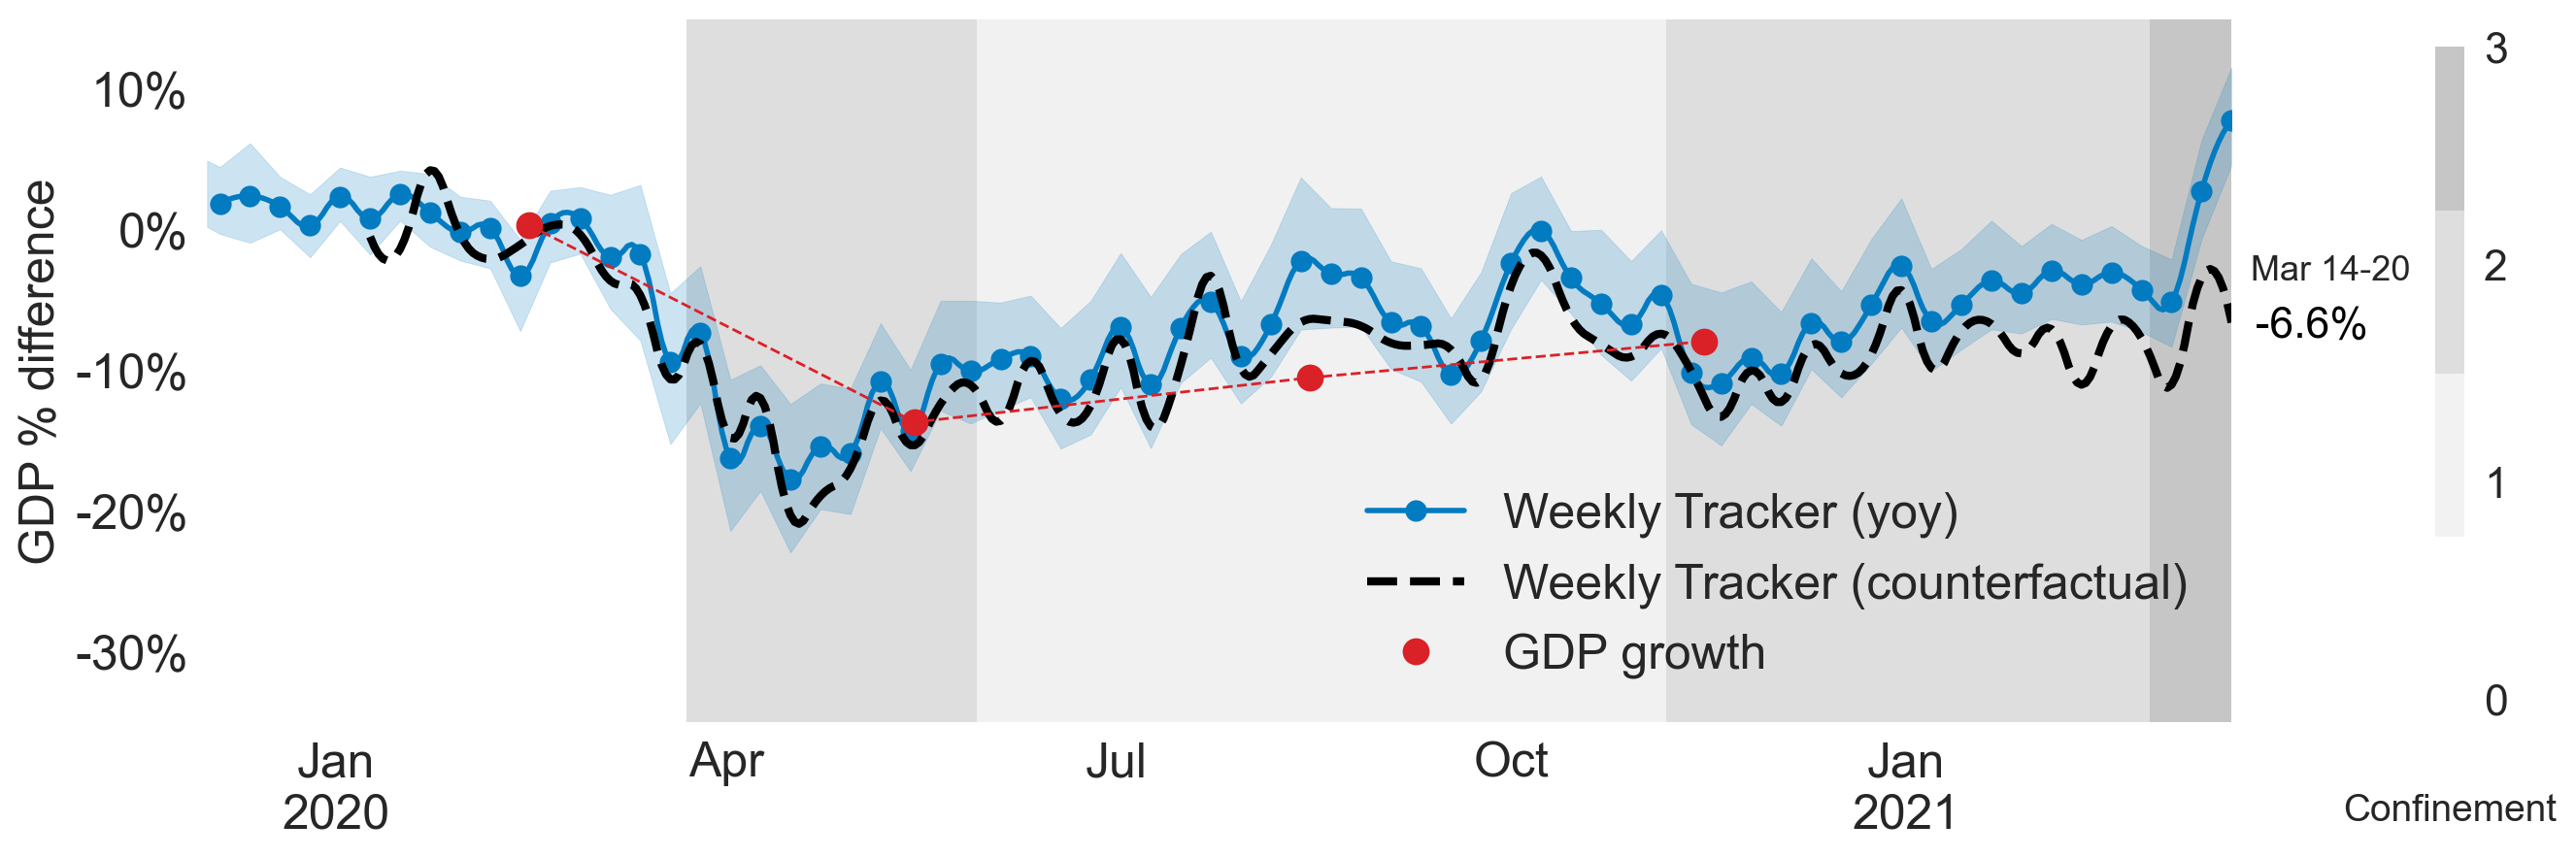 GDP % difference
10%
0%
-10%
-20%
-30%
Weekly Tracker (yoy)
Weekly Tracker (counterfactual)
GDP growth
Mar 14-20
-6.6%
3
2
1
0
Jan
2020
Apr
Jul
Oct
Jan
2021
Confinement